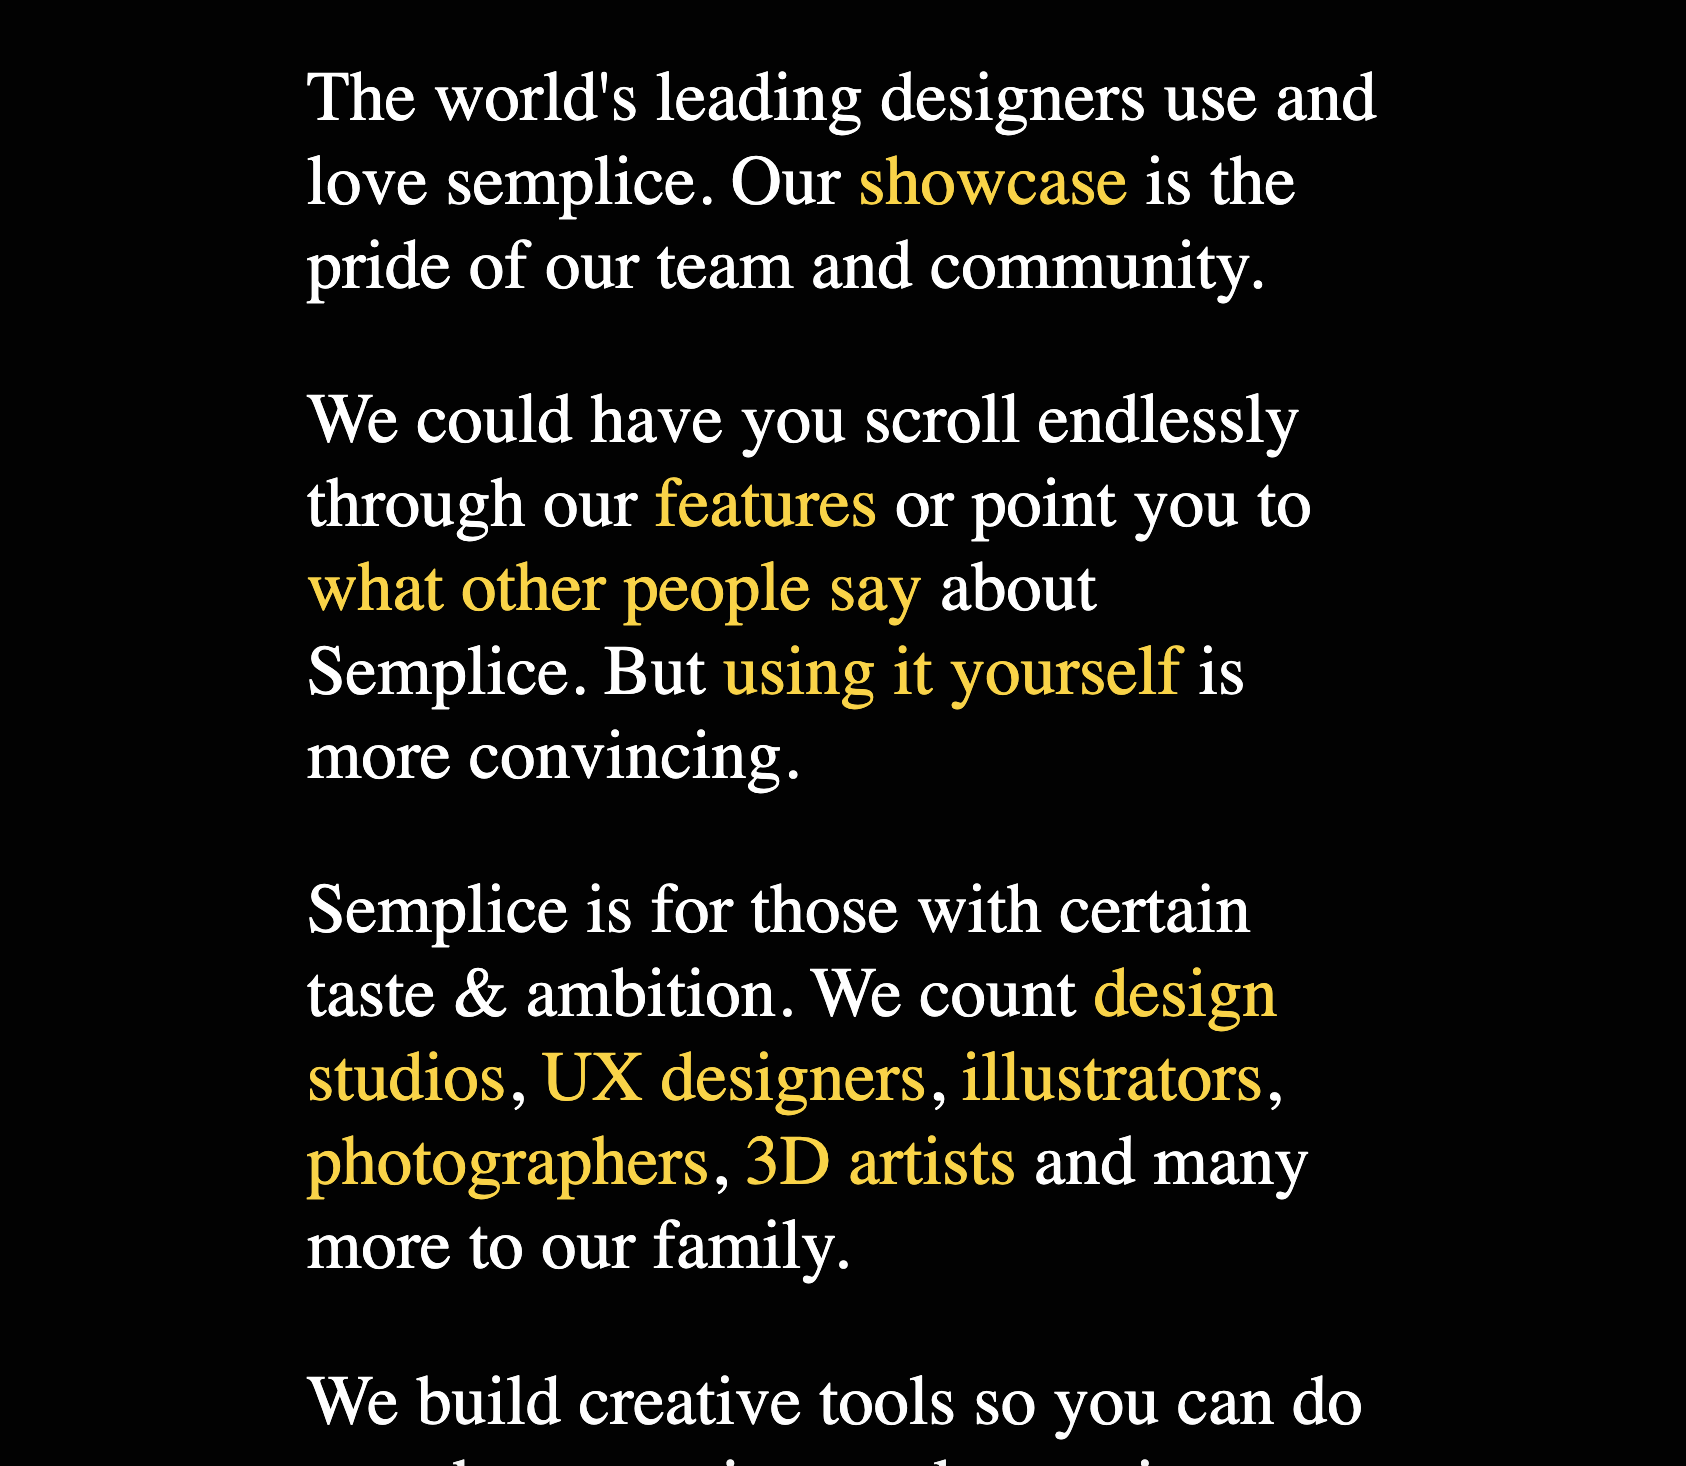 The world's leading designers use and
love semplice. Our showcase is the
pride of our team and community.
We could have you scroll endlessly
through our features or point you to
what other people say about
Semplice. But using it yourself is
more convincing.
Semplice is for those with certain
taste & ambition. We count design
studios, UX designers, illustrators,
photographers, 3D artists and many
more to our family.
We build creative tools so you can do